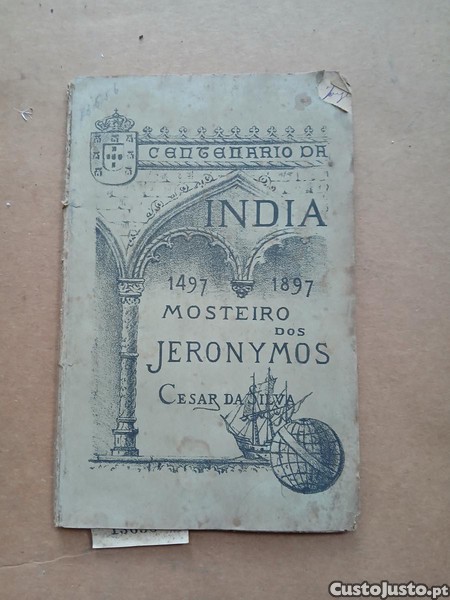 CENTENARIO DA
INDIA
1497 1897
MOSTEIRO
DOS
JERONYMOS
CESAR DA SILVA
CustoJusto.pt